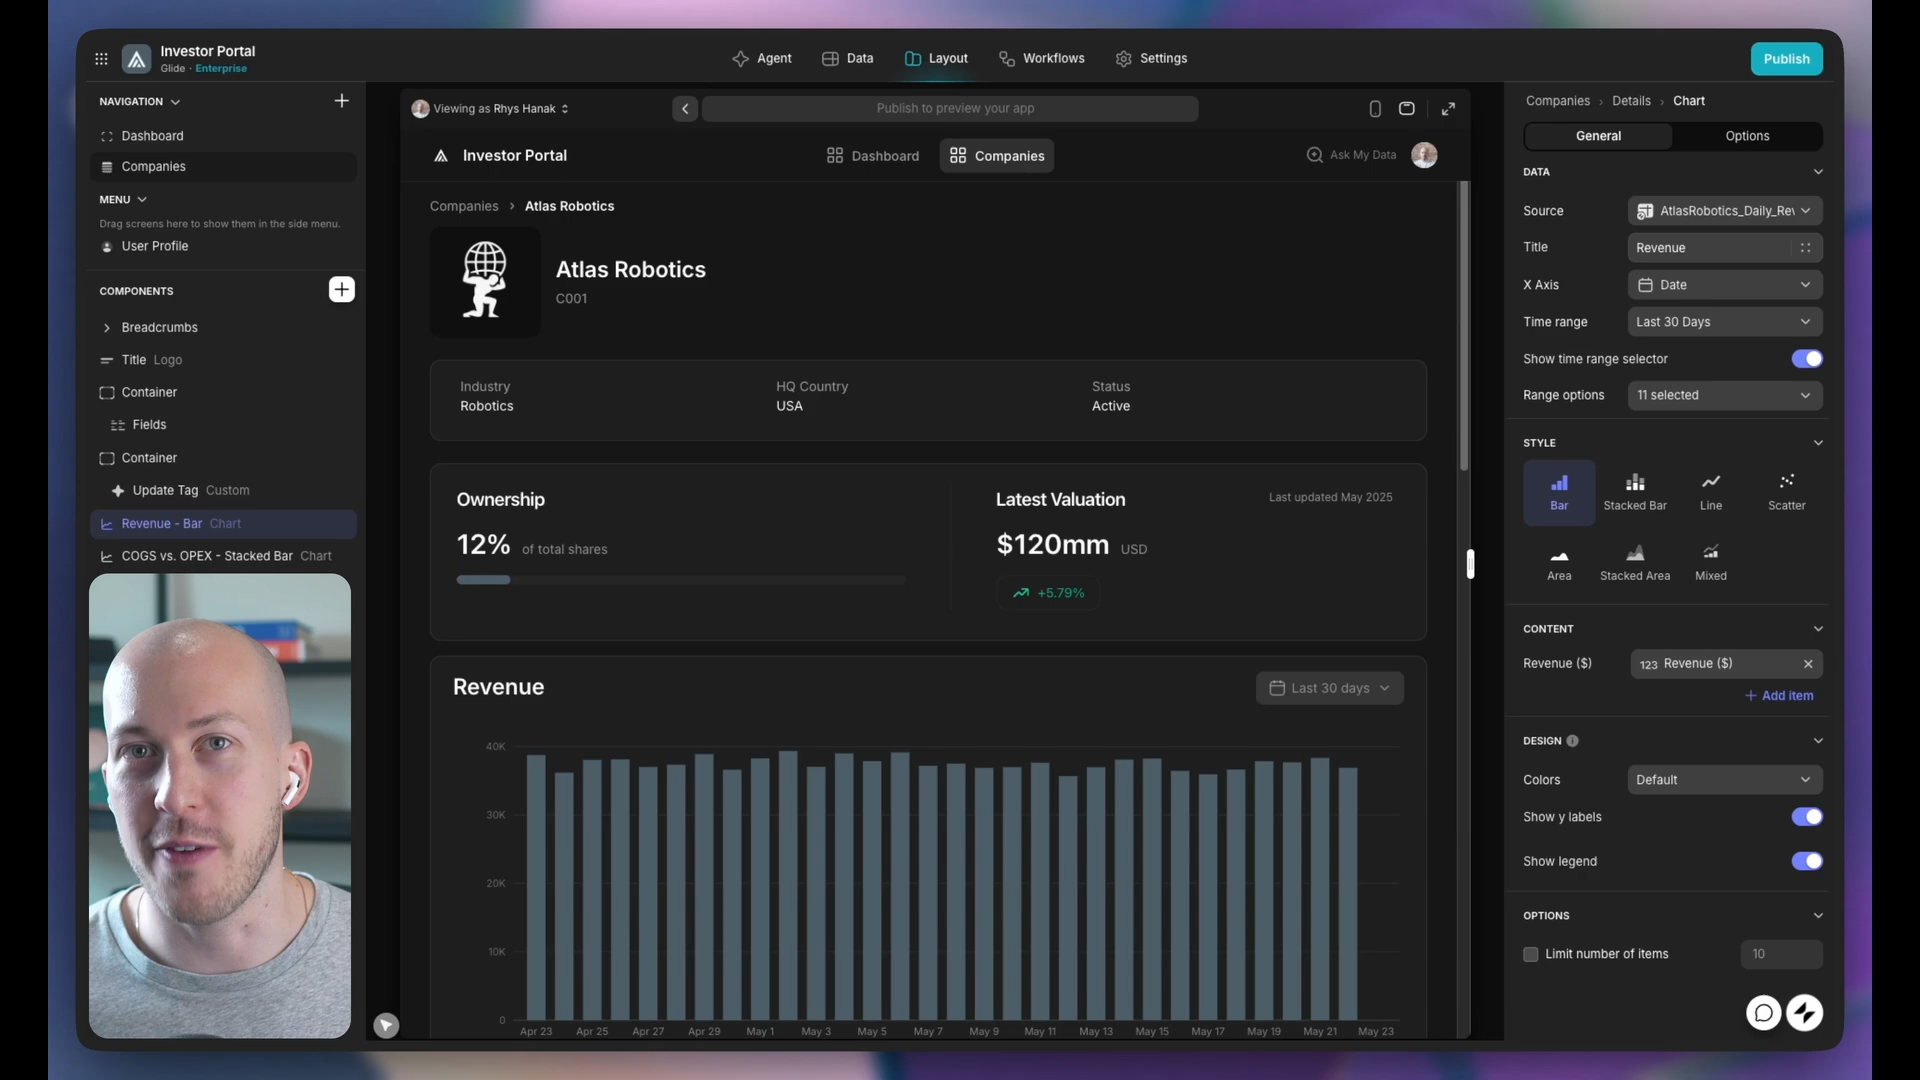 Investor Portal
Glide · Enterprise
Agent
Data
Layout
Workflows
Settings
Publish
NAVIGATION
Dashboard
Companies
MENU
Drag screens here to show them in the side menu.
User Profile
COMPONENTS
Breadcrumbs
Title Logo
Container
Fields
Container
Update Tag Custom
Revenue - Bar Chart
COGS vs. OPEX - Stacked Bar Chart
Viewing as Rhys Hanak
Publish to preview your app
Investor Portal
Dashboard
Companies
Ask My Data
Companies › Atlas Robotics
Atlas Robotics
C001
Industry
Robotics
HQ Country
USA
Status
Active
Ownership
12% of total shares
Latest Valuation
Last updated May 2025
$120mm USD
+5.79%
Revenue
Last 30 days
40K
30K
20K
10K
0
Apr 23 Apr 25 Apr 27 Apr 29 May 1 May 3 May 5 May 7 May 9 May 11 May 13 May 15 May 17 May 19 May 21 May 23
Companies › Details › Chart
General
Options
DATA
Source AtlasRobotics_Daily_Rev
Title Revenue
X Axis Date
Time range Last 30 Days
Show time range selector
Range options 11 selected
STYLE
Bar
Stacked Bar
Line
Scatter
Area
Stacked Area
Mixed
CONTENT
Revenue ($) 123 Revenue ($)
+ Add item
DESIGN
Colors Default
Show y labels
Show legend
OPTIONS
Limit number of items 10